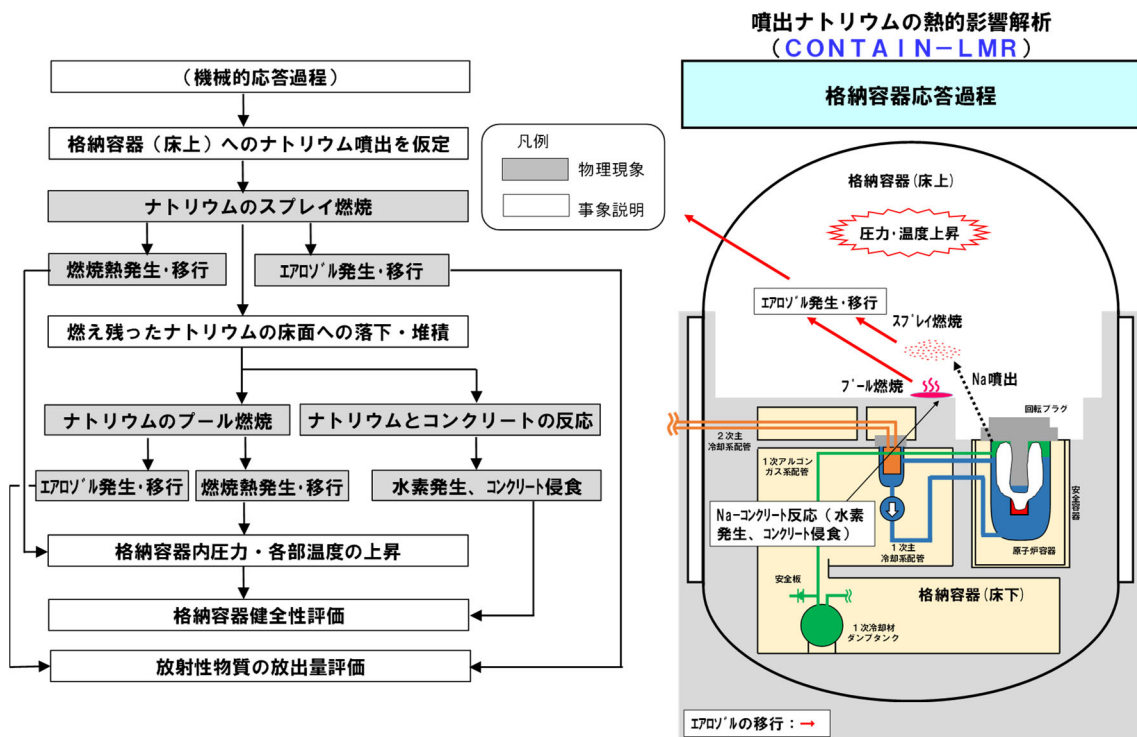 (機械的応答過程)
格納容器(床上)へのナトリウム噴出を仮定
凡例
物理現象
事象説明
ナトリウムのスプレイ燃焼
燃焼熱発生・移行
エアロゾル発生・移行
燃え残ったナトリウムの床面への落下・堆積
ナトリウムのプール燃焼
ナトリウムとコンクリートの反応
エアロゾル発生・移行
燃焼熱発生・移行
水素発生、コンクリート侵食
格納容器内圧力・各部温度の上昇
格納容器健全性評価
放射性物質の放出量評価
噴出ナトリウムの熱的影響解析
(CONTAIN-LMR)
格納容器応答過程
格納容器(床上)
圧力・温度上昇
エアロゾル発生・移行
スプレイ燃焼
プール燃焼
Na噴出
回転プラグ
2次主
冷却系配管
1次アルコン
ガス系配管
Na-コンクリート反応(水素
発生、コンクリート侵食)
1次主
冷却系配管
安全容器
原子炉容器
安全板
格納容器(床下)
1次冷却材
ダンプタンク
エアロゾルの移行:→